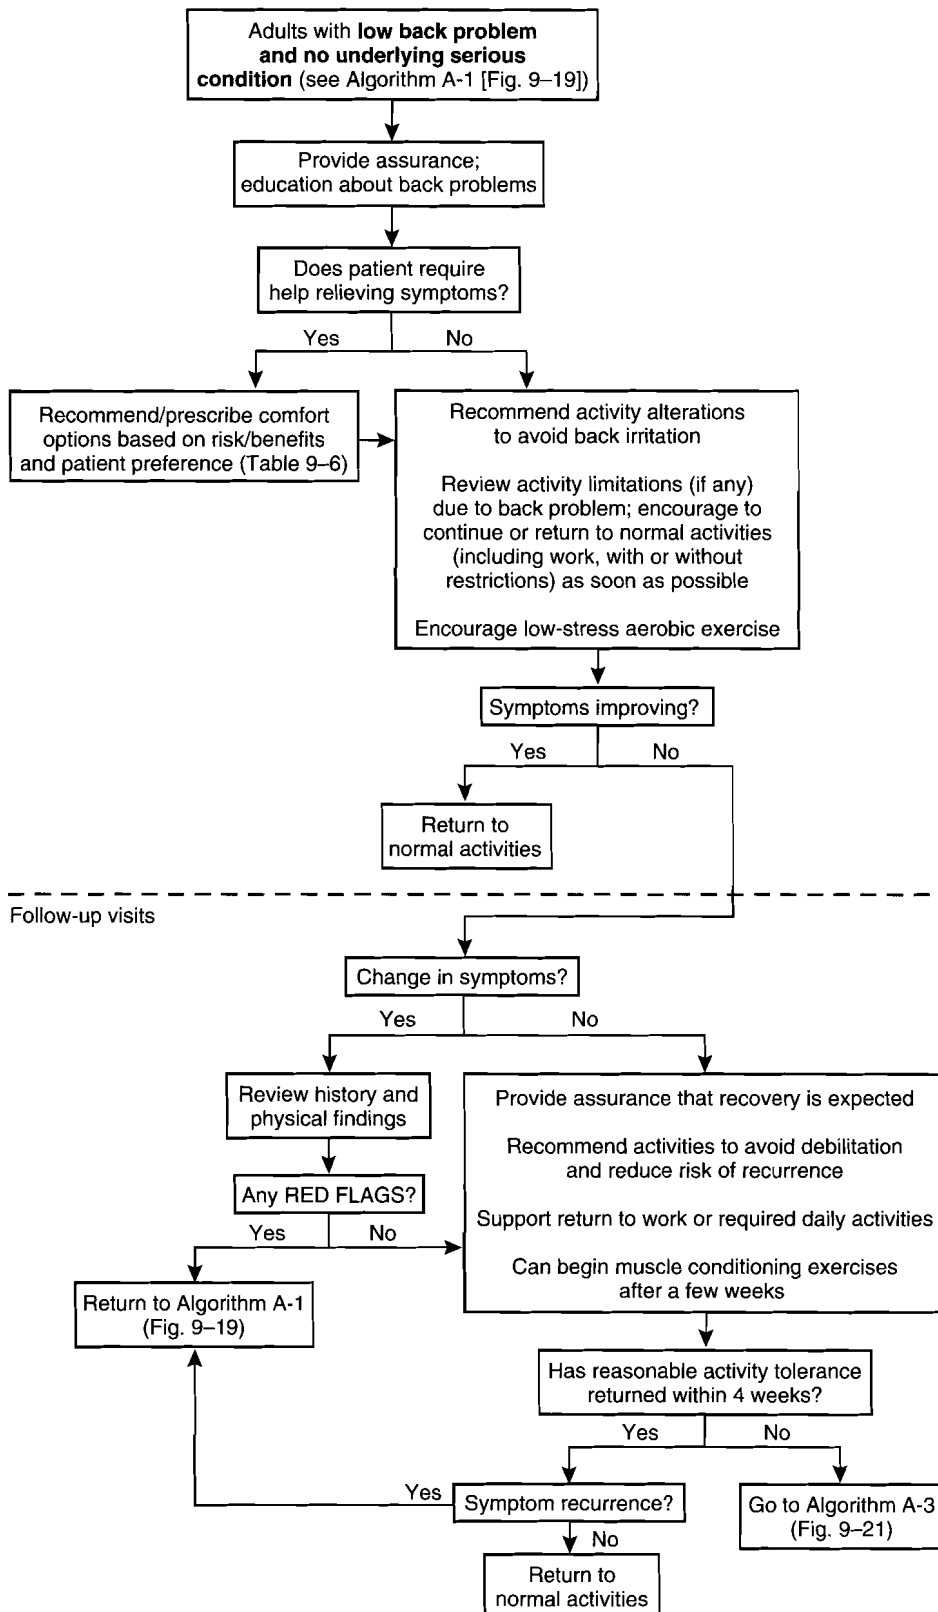 Adults with low back problem
and no underlying serious
condition (see Algorithm A-1 [Fig. 9–19])
Provide assurance;
education about back problems
Does patient require
help relieving symptoms?
Yes
No
Recommend/prescribe comfort
options based on risk/benefits
and patient preference (Table 9–6)
Recommend activity alterations
to avoid back irritation
Review activity limitations (if any)
due to back problem; encourage to
continue or return to normal activities
(including work, with or without
restrictions) as soon as possible
Encourage low-stress aerobic exercise
Symptoms improving?
Yes
No
Return to
normal activities
Follow-up visits
Change in symptoms?
Yes
No
Review history and
physical findings
Any RED FLAGS?
Yes
No
Return to Algorithm A-1
(Fig. 9–19)
Provide assurance that recovery is expected
Recommend activities to avoid debilitation
and reduce risk of recurrence
Support return to work or required daily activities
Can begin muscle conditioning exercises
after a few weeks
Has reasonable activity tolerance
returned within 4 weeks?
Yes
No
Yes
Symptom recurrence?
Go to Algorithm A-3
(Fig. 9–21)
No
Return to
normal activities